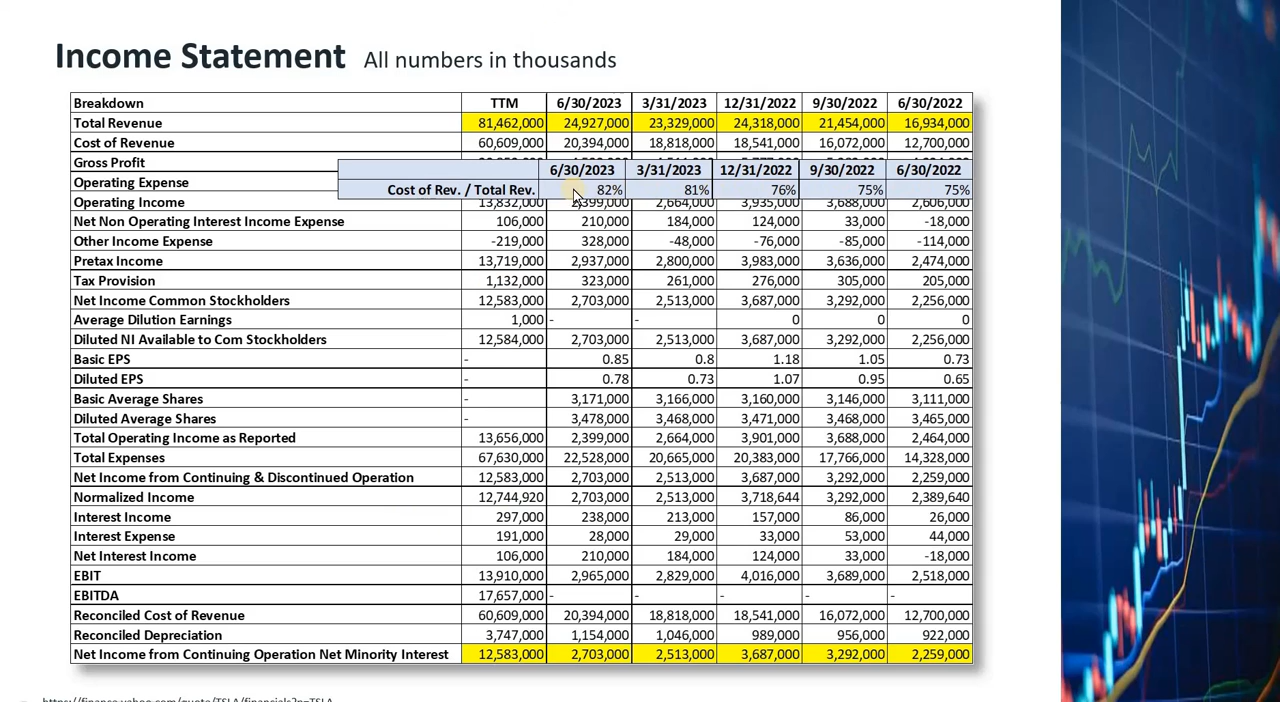 Income Statement All numbers in thousands
Breakdown TTM 6/30/2023 3/31/2023 12/31/2022 9/30/2022 6/30/2022
Total Revenue 81,462,000 24,927,000 23,329,000 24,318,000 21,454,000 16,934,000
Cost of Revenue 60,609,000 20,394,000 18,818,000 18,541,000 16,072,000 12,700,000
Gross Profit
6/30/2023 3/31/2023 12/31/2022 9/30/2022 6/30/2022
Operating Expense
Cost of Rev. / Total Rev. 82% 81% 76% 75% 75%
Operating Income 13,832,000 2,399,000 2,664,000 3,935,000 3,688,000 2,606,000
Net Non Operating Interest Income Expense 106,000 210,000 184,000 124,000 33,000 -18,000
Other Income Expense -219,000 328,000 -48,000 -76,000 -85,000 -114,000
Pretax Income 13,719,000 2,937,000 2,800,000 3,983,000 3,636,000 2,474,000
Tax Provision 1,132,000 323,000 261,000 276,000 305,000 205,000
Net Income Common Stockholders 12,583,000 2,703,000 2,513,000 3,687,000 3,292,000 2,256,000
Average Dilution Earnings 1,000 - - 0 0 0
Diluted NI Available to Com Stockholders 12,584,000 2,703,000 2,513,000 3,687,000 3,292,000 2,256,000
Basic EPS - 0.85 0.8 1.18 1.05 0.73
Diluted EPS - 0.78 0.73 1.07 0.95 0.65
Basic Average Shares - 3,171,000 3,166,000 3,160,000 3,146,000 3,111,000
Diluted Average Shares - 3,478,000 3,468,000 3,471,000 3,468,000 3,465,000
Total Operating Income as Reported 13,656,000 2,399,000 2,664,000 3,901,000 3,688,000 2,464,000
Total Expenses 67,630,000 22,528,000 20,665,000 20,383,000 17,766,000 14,328,000
Net Income from Continuing & Discontinued Operation 12,583,000 2,703,000 2,513,000 3,687,000 3,292,000 2,259,000
Normalized Income 12,744,920 2,703,000 2,513,000 3,718,644 3,292,000 2,389,640
Interest Income 297,000 238,000 213,000 157,000 86,000 26,000
Interest Expense 191,000 28,000 29,000 33,000 53,000 44,000
Net Interest Income 106,000 210,000 184,000 124,000 33,000 -18,000
EBIT 13,910,000 2,965,000 2,829,000 4,016,000 3,689,000 2,518,000
EBITDA 17,657,000 - - - - -
Reconciled Cost of Revenue 60,609,000 20,394,000 18,818,000 18,541,000 16,072,000 12,700,000
Reconciled Depreciation 3,747,000 1,154,000 1,046,000 989,000 956,000 922,000
Net Income from Continuing Operation Net Minority Interest 12,583,000 2,703,000 2,513,000 3,687,000 3,292,000 2,259,000
https://finance.yahoo.com/quote/TSLA/financials?p=TSLA